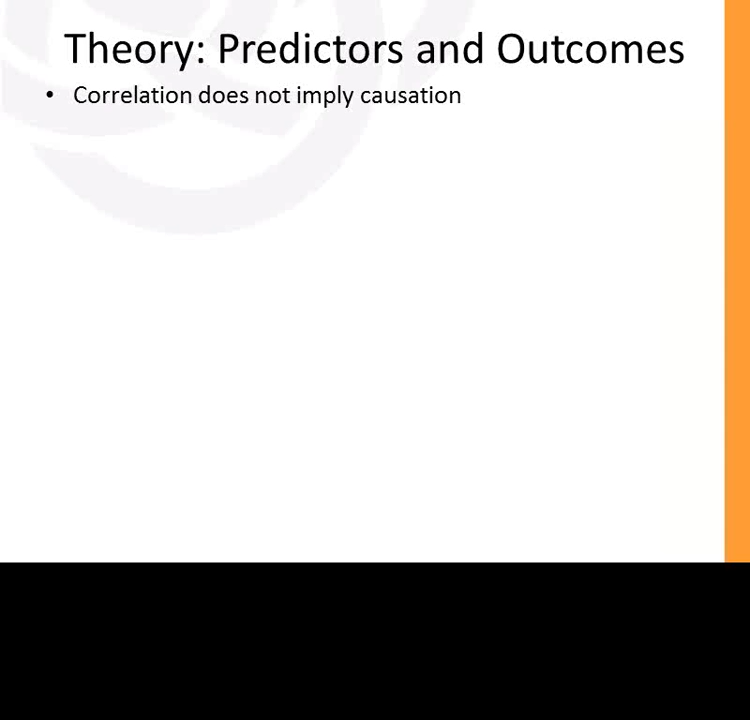 Theory: Predictors and Outcomes
• Correlation does not imply causation